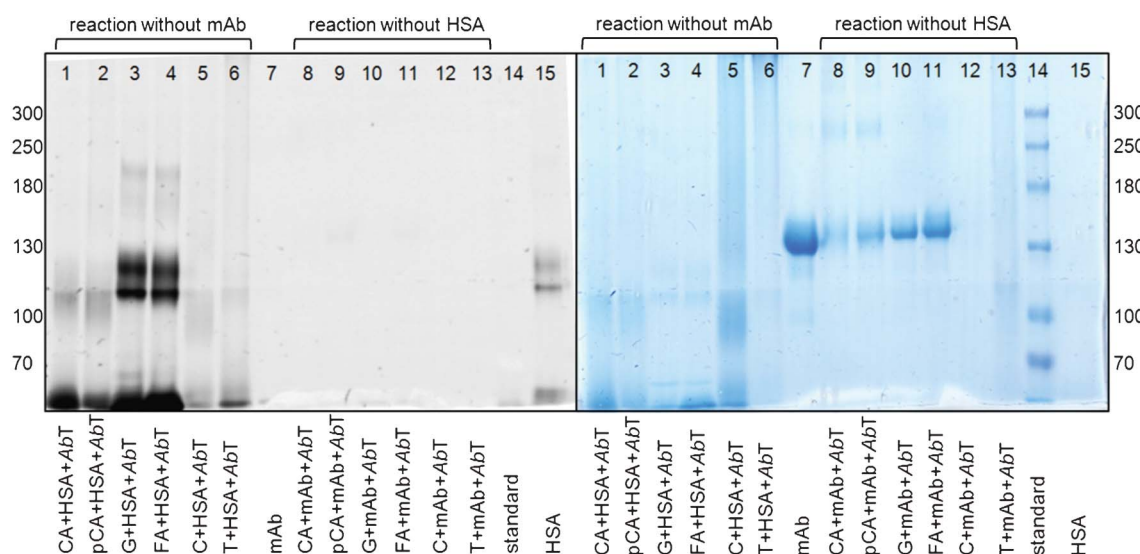 reaction without mAb
reaction without HSA
reaction without mAb
reaction without HSA
1 2 3 4 5 6 7 8 9 10 11 12 13 14 15
1 2 3 4 5 6 7 8 9 10 11 12 13 14 15
300
250
180
130
100
70
300
250
180
130
100
70
CA+HSA+AbT
pCA+HSA+AbT
G+HSA+AbT
FA+HSA+AbT
C+HSA+AbT
T+HSA+AbT
mAb
CA+mAb+AbT
pCA+mAb+AbT
G+mAb+AbT
FA+mAb+AbT
C+mAb+AbT
T+mAb+AbT
standard
HSA
CA+HSA+AbT
pCA+HSA+AbT
G+HSA+AbT
FA+HSA+AbT
C+HSA+AbT
T+HSA+AbT
mAb
CA+mAb+AbT
pCA+mAb+AbT
G+mAb+AbT
FA+mAb+AbT
C+mAb+AbT
T+mAb+AbT
standard
HSA